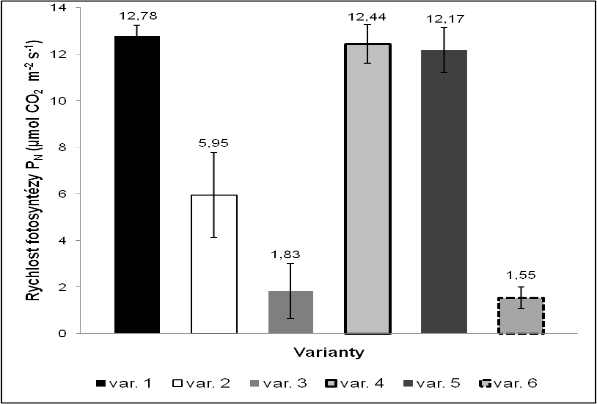 Rychlost fotosyntézy PN (µmol CO2 m-2 s-1)
14
12
10
8
6
4
2
0
12,78
5,95
1,83
12,44
12,17
1,55
Varianty
var. 1
var. 2
var. 3
var. 4
var. 5
var. 6